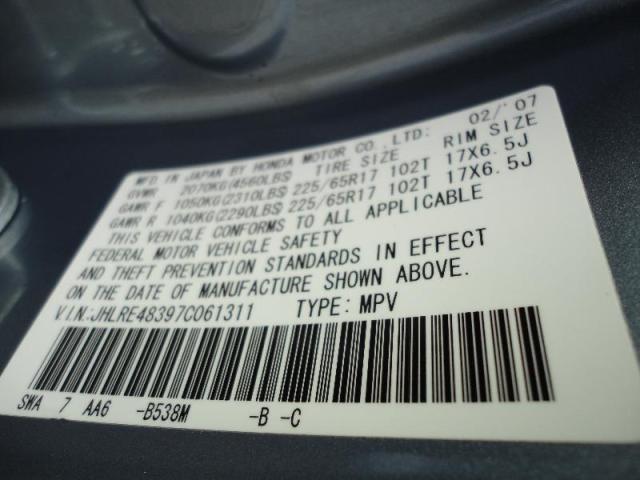 MFD IN JAPAN BY HONDA MOTOR CO., LTD: 02/'07
GVWR 2070KG(4560LBS) TIRE SIZE RIM SIZE
GAWR F 1050KG(2310LBS) 225/65R17 102T 17X6.5J
GAWR R 1040KG(2290LBS) 225/65R17 102T 17X6.5J
THIS VEHICLE CONFORMS TO ALL APPLICABLE
FEDERAL MOTOR VEHICLE SAFETY
AND THEFT PREVENTION STANDARDS IN EFFECT
ON THE DATE OF MANUFACTURE SHOWN ABOVE.
VIN:JHLRE48397C061311 TYPE: MPV
SWA 7 AA6 -B538M -B -C